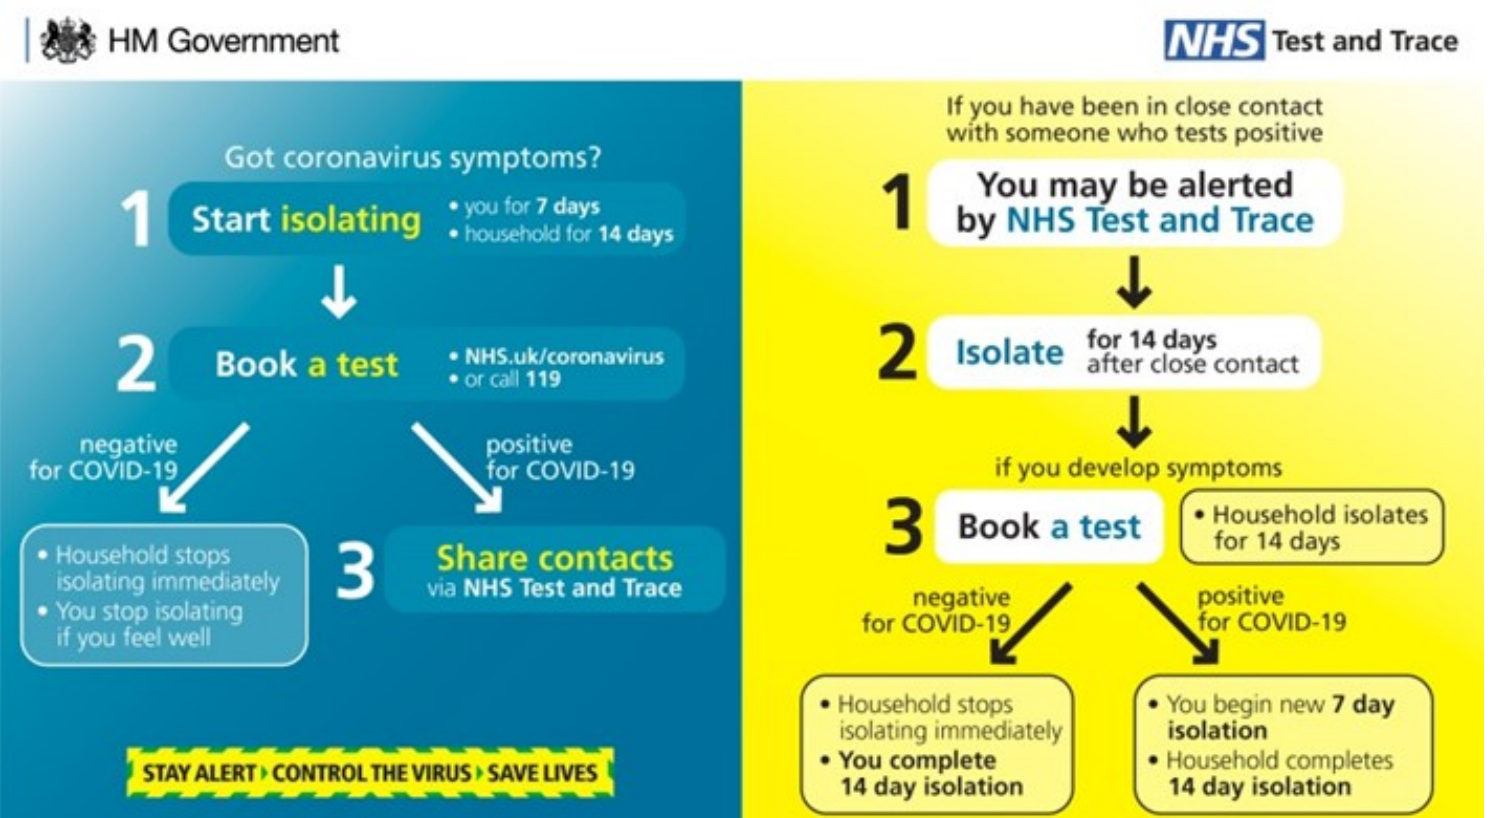 HM Government
NHS Test and Trace
Got coronavirus symptoms?
1
Start isolating
• you for 7 days
• household for 14 days
2
Book a test
• NHS.uk/coronavirus
• or call 119
negative
for COVID-19
positive
for COVID-19
• Household stops
isolating immediately
• You stop isolating
if you feel well
3
Share contacts
via NHS Test and Trace
STAY ALERT CONTROL THE VIRUS SAVE LIVES
If you have been in close contact
with someone who tests positive
1
You may be alerted
by NHS Test and Trace
2
Isolate
for 14 days
after close contact
if you develop symptoms
3
Book a test
• Household isolates
for 14 days
negative
for COVID-19
positive
for COVID-19
• Household stops
isolating immediately
• You complete
14 day isolation
• You begin new 7 day
isolation
• Household completes
14 day isolation